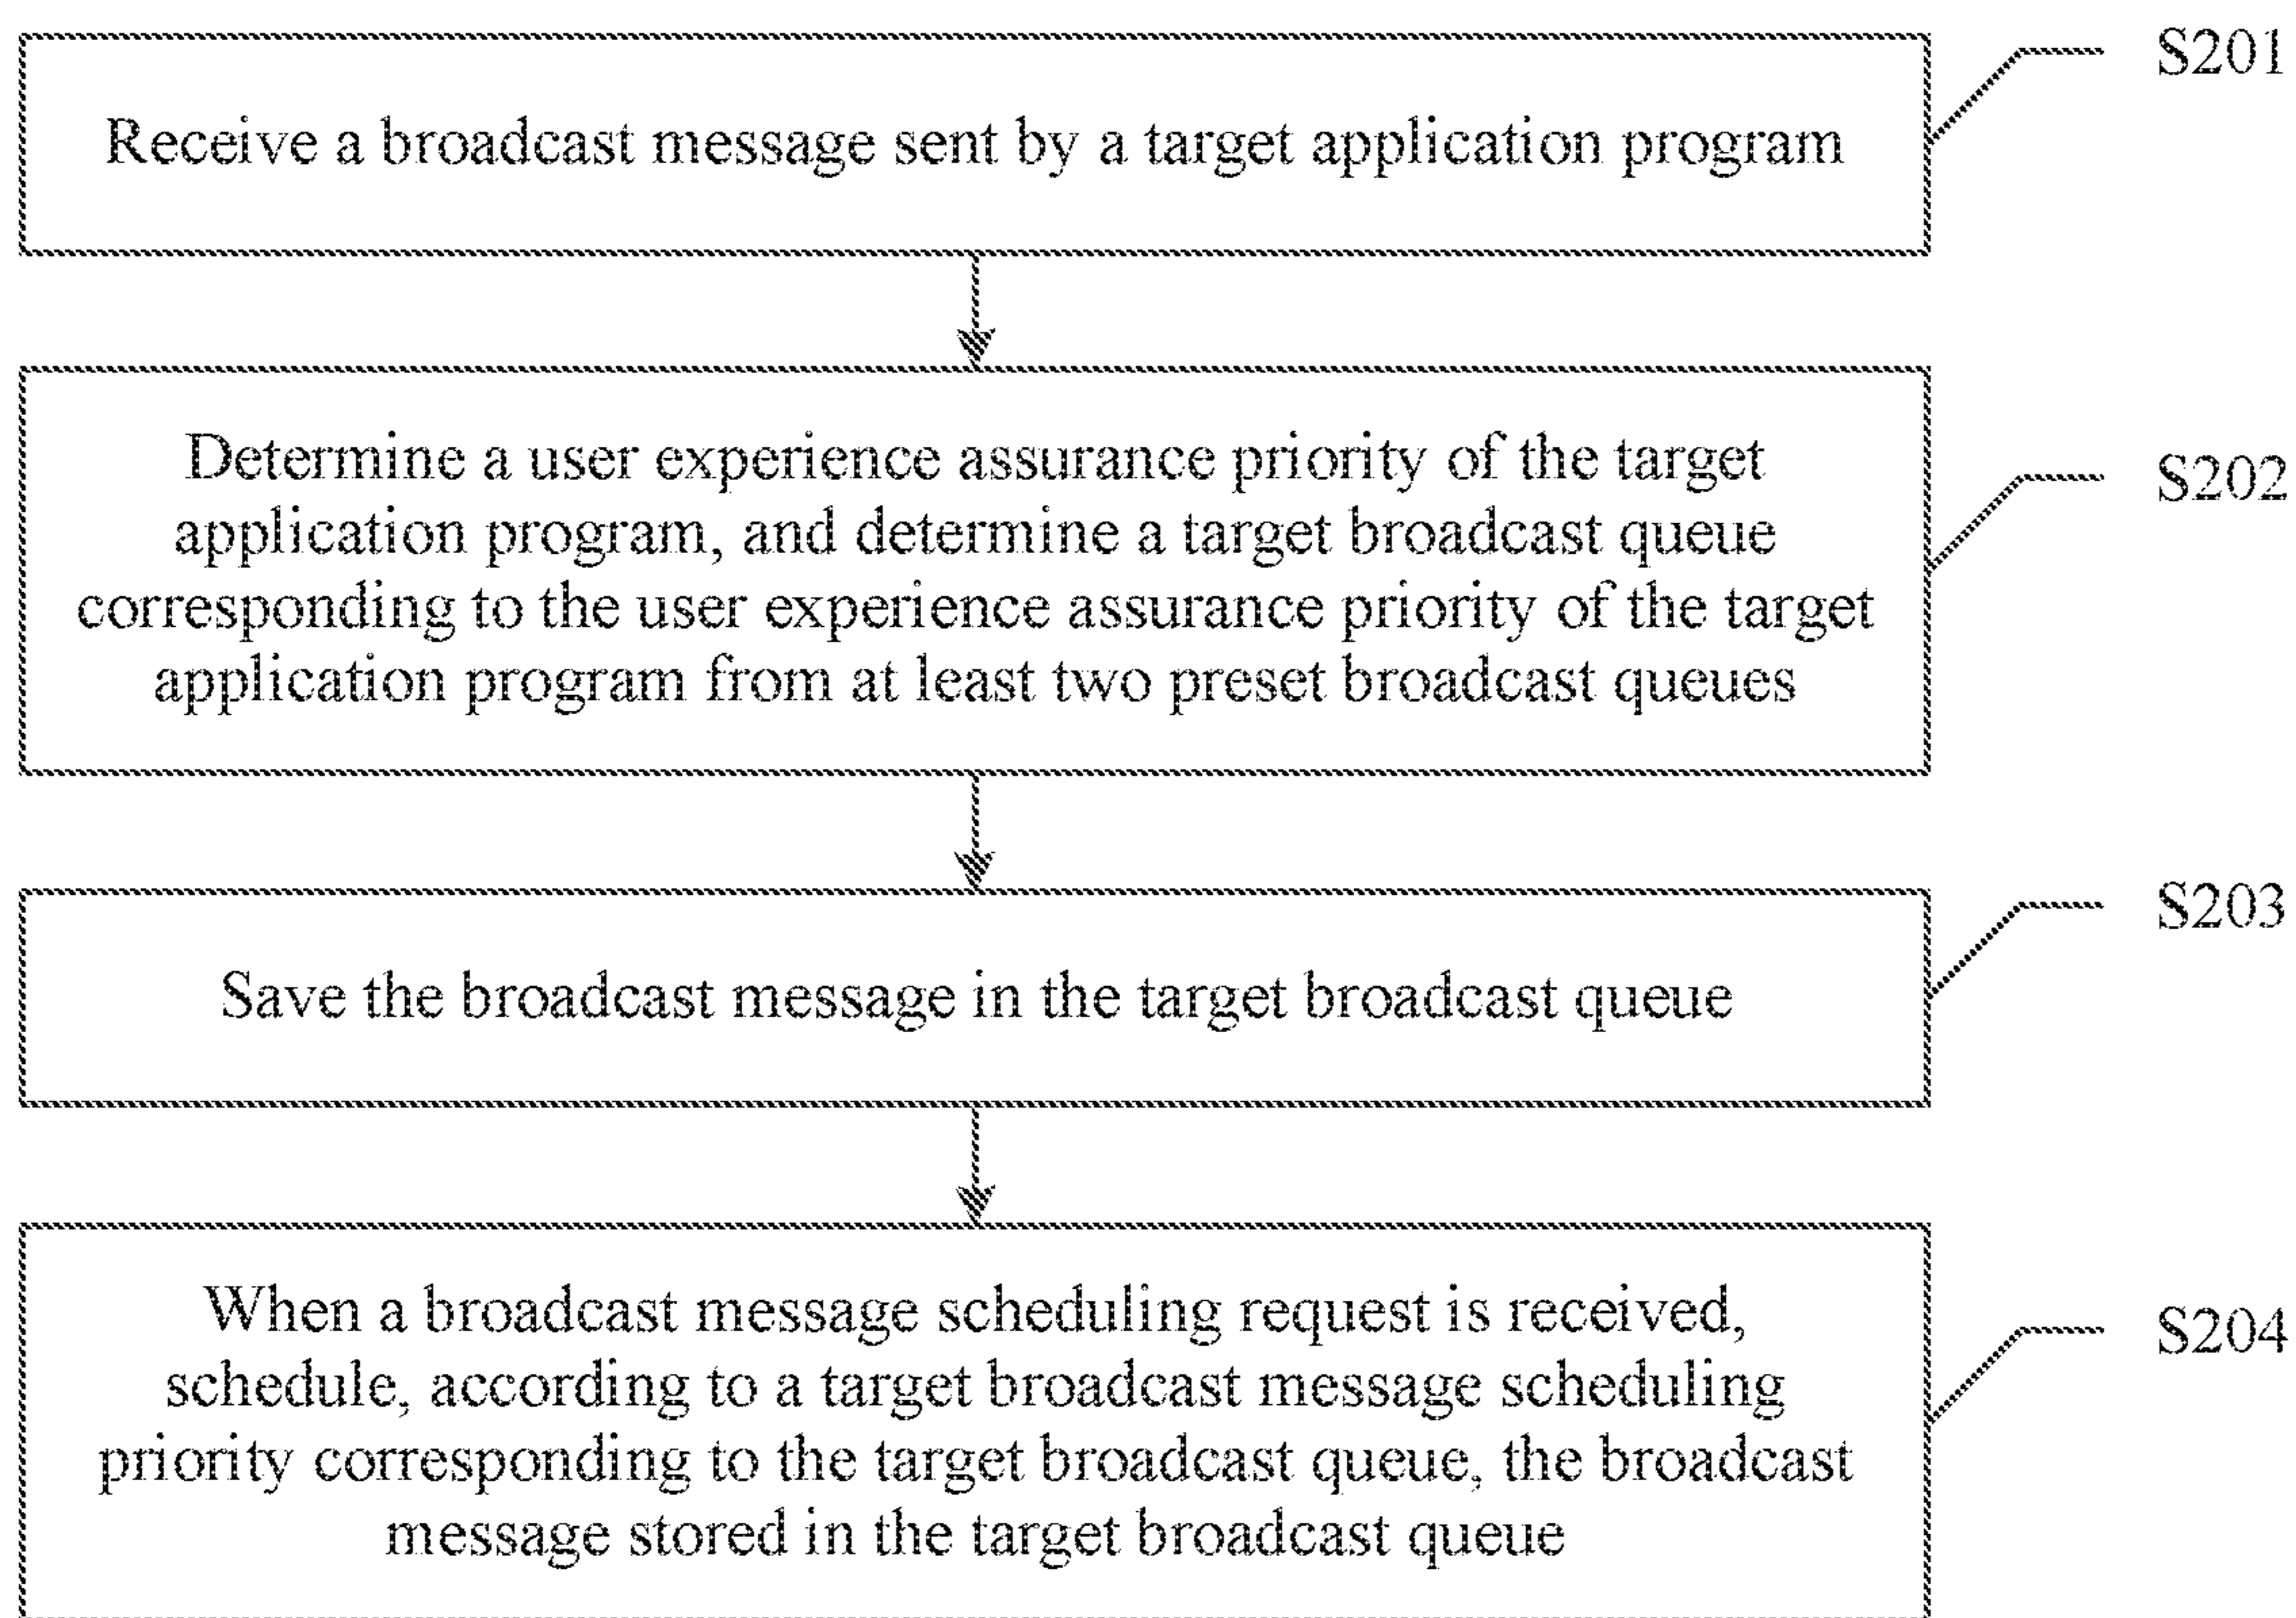 S201
Receive a broadcast message sent by a target application program
Determine a user experience assurance priority of the target
application program, and determine a target broadcast queue
corresponding to the user experience assurance priority of the target
application program from at least two preset broadcast queues
S202
Save the broadcast message in the target broadcast queue
S203
When a broadcast message scheduling request is received,
schedule, according to a target broadcast message scheduling
priority corresponding to the target broadcast queue, the broadcast
message stored in the target broadcast queue
S204